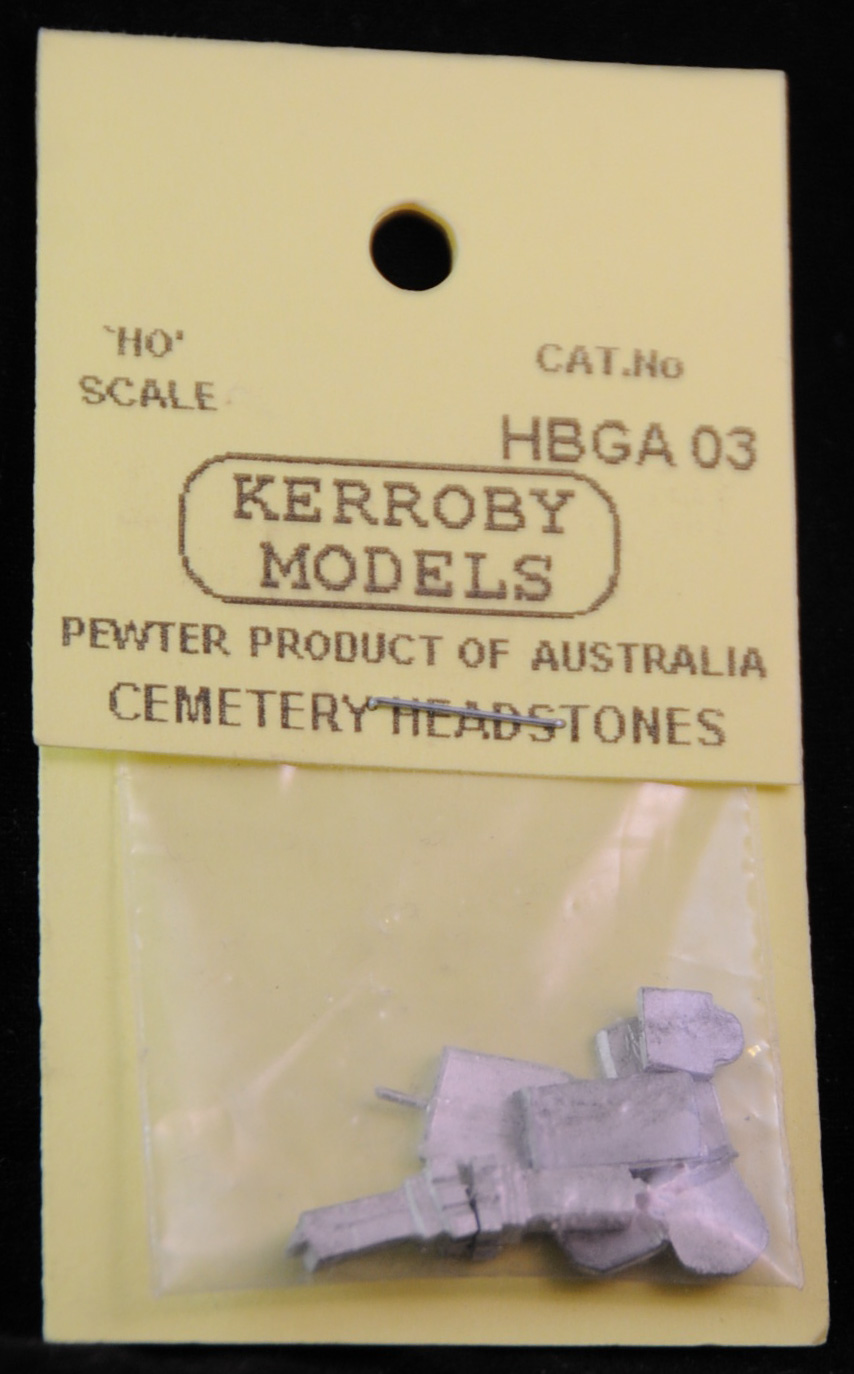 `HO'
SCALE
CAT.No
HBGA 03
KERROBY
MODELS
PEWTER PRODUCT OF AUSTRALIA
CEMETERY HEADSTONES